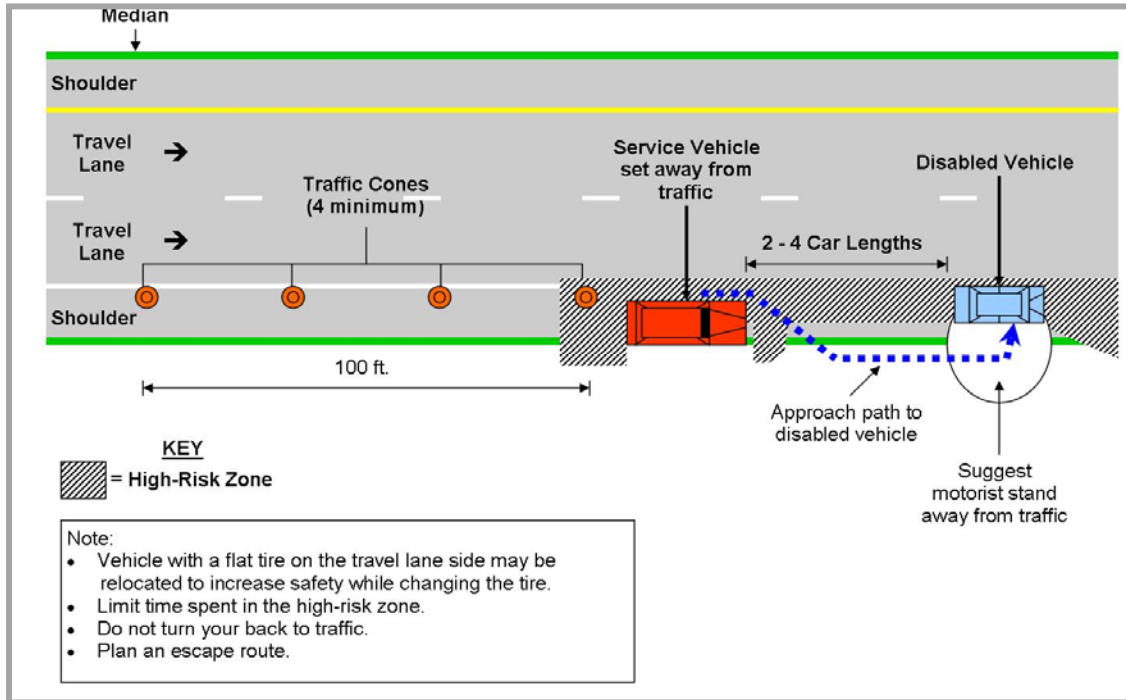 Median
Shoulder
Travel
Lane
Service Vehicle
set away from
traffic
Disabled Vehicle
Traffic Cones
(4 minimum)
Travel
Lane
2 - 4 Car Lengths
Shoulder
100 ft.
Approach path to
disabled vehicle
KEY
= High-Risk Zone
Suggest
motorist stand
away from traffic
Note:
• Vehicle with a flat tire on the travel lane side may be
relocated to increase safety while changing the tire.
• Limit time spent in the high-risk zone.
• Do not turn your back to traffic.
• Plan an escape route.